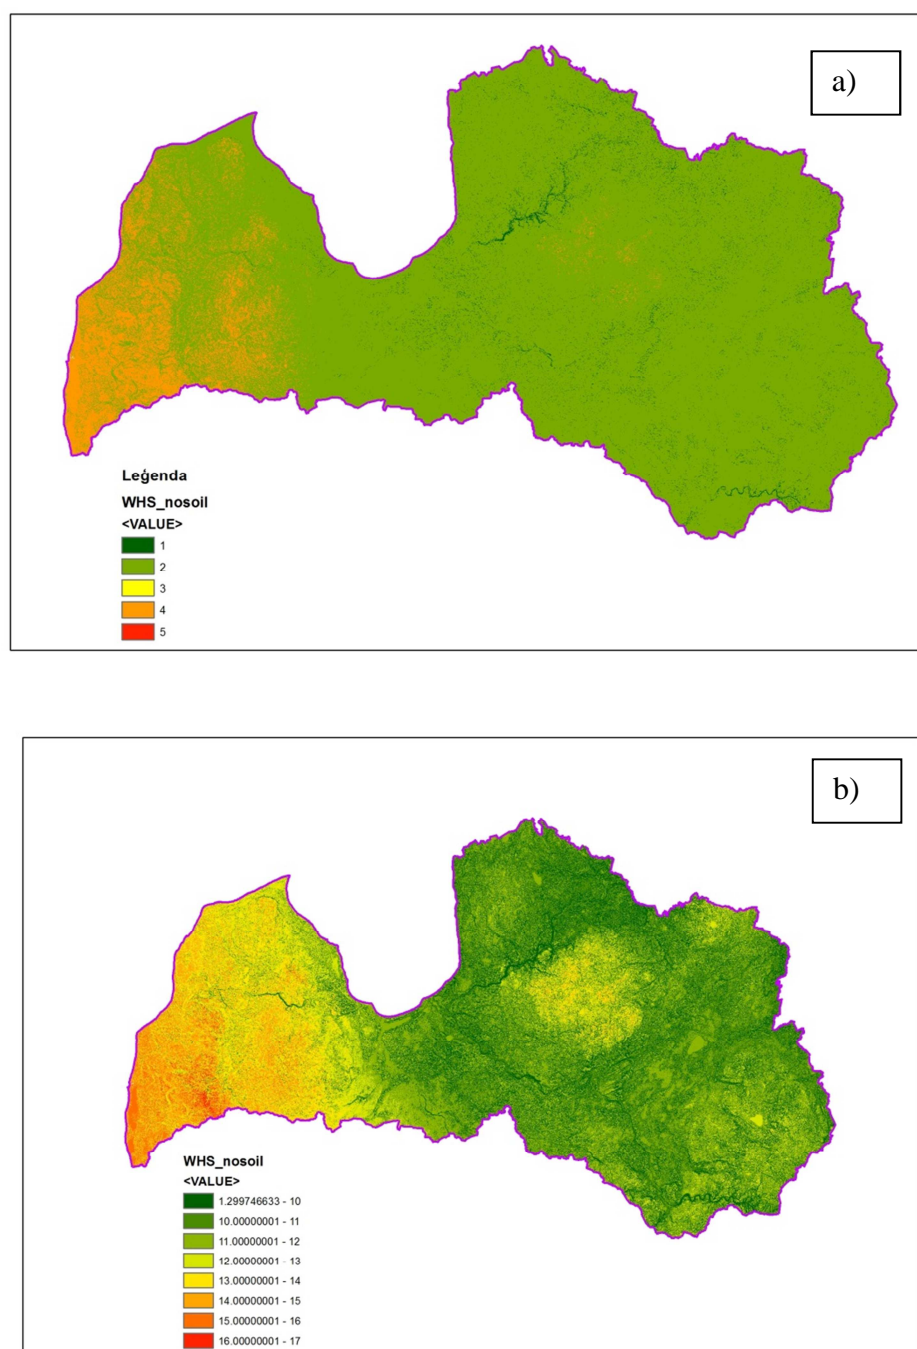 a)
Leģenda
WHS_nosoil
<VALUE>
1
2
3
4
5
b)
WHS_nosoil
<VALUE>
1.299746633 - 10
10.00000001 - 11
11.00000001 - 12
12.00000001 - 13
13.00000001 - 14
14.00000001 - 15
15.00000001 - 16
16.00000001 - 17